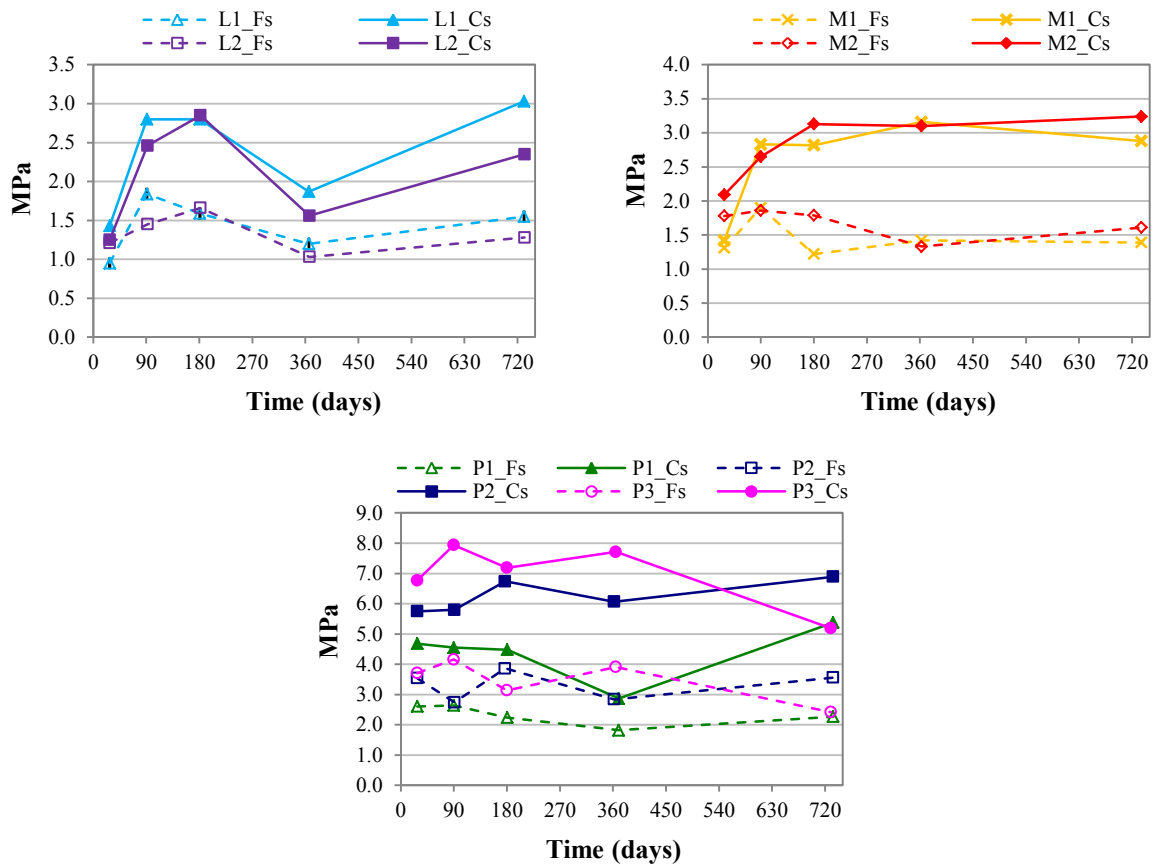 L1_Fs L1_Cs
L2_Fs L2_Cs
3.5
3.0
2.5
2.0
1.5
1.0
0.5
0.0
MPa
0 90 180 270 360 450 540 630 720
Time (days)
M1_Fs M1_Cs
M2_Fs M2_Cs
4.0
3.5
3.0
2.5
2.0
1.5
1.0
0.5
0.0
MPa
0 90 180 270 360 450 540 630 720
Time (days)
P1_Fs P1_Cs P2_Fs
P2_Cs P3_Fs P3_Cs
9.0
8.0
7.0
6.0
5.0
4.0
3.0
2.0
1.0
0.0
MPa
0 90 180 270 360 450 540 630 720
Time (days)